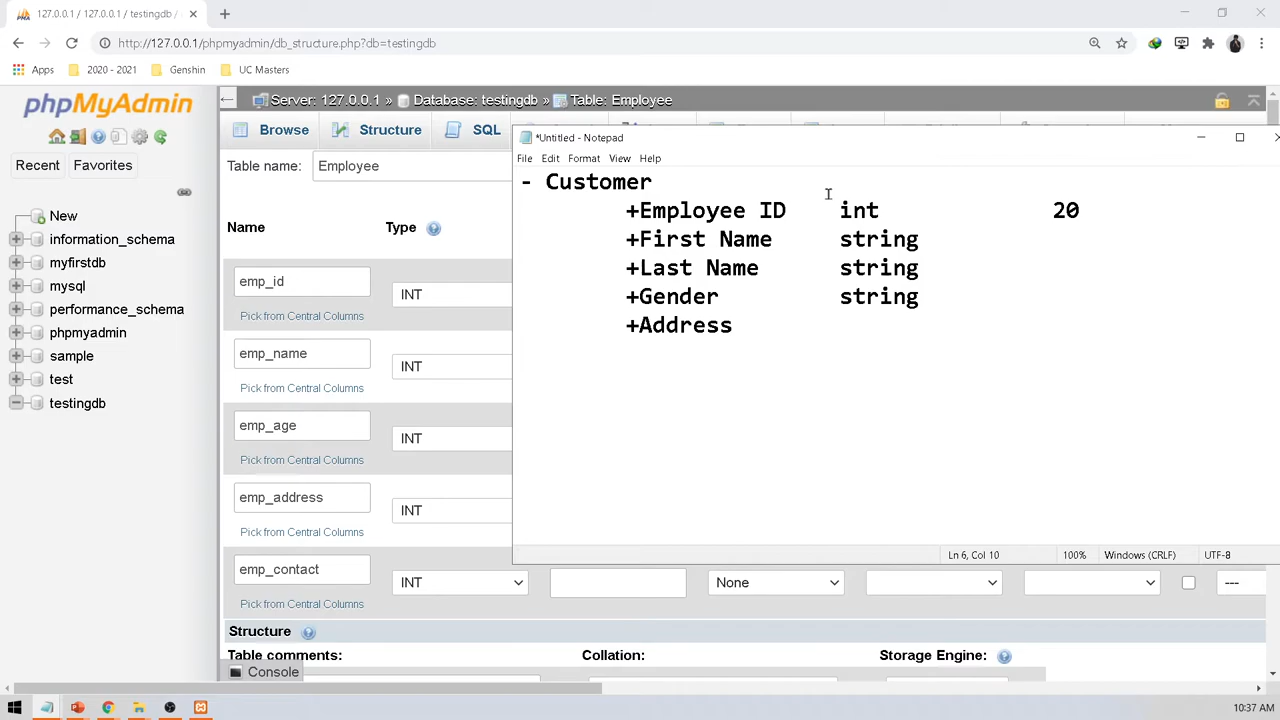 127.0.0.1 / 127.0.0.1 / testingdb /
http://127.0.0.1/phpmyadmin/db_structure.php?db=testingdb
Apps 2020 - 2021 Genshin UC Masters
phpMyAdmin
Recent Favorites
New
information_schema
myfirstdb
mysql
performance_schema
phpmyadmin
sample
test
testingdb
Server: 127.0.0.1 » Database: testingdb » Table: Employee
Browse Structure SQL
Table name: Employee
Name Type
emp_id INT
Pick from Central Columns
emp_name INT
Pick from Central Columns
emp_age INT
Pick from Central Columns
emp_address INT
Pick from Central Columns
emp_contact INT None ---
Pick from Central Columns
Structure
Table comments: Collation: Storage Engine:
Console
*Untitled - Notepad
File Edit Format View Help
- Customer
+Employee ID int 20
+First Name string
+Last Name string
+Gender string
+Address
Ln 6, Col 10 100% Windows (CRLF) UTF-8
10:37 AM